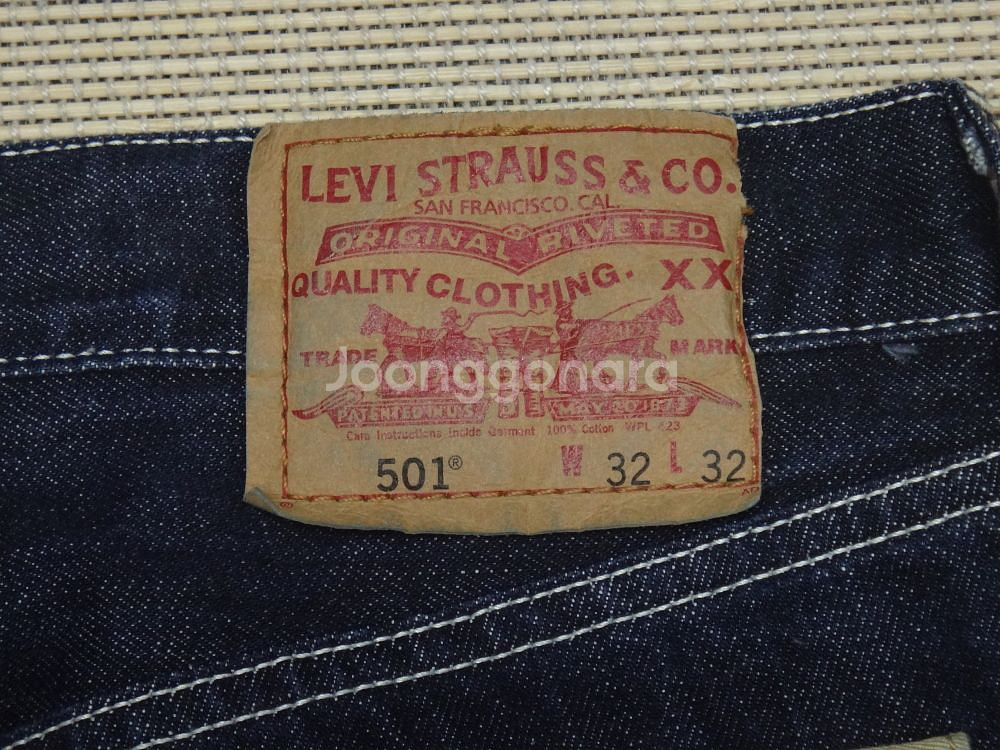 LEVI STRAUSS & CO.
SAN FRANCISCO. CAL.
ORIGINAL RIVETED
QUALITY CLOTHING. XX
TRADE MARK
Joonggonara
PATENTED IN U.S. MAY 20 1873
Care Instructions Inside Garment 100% Cotton WPL 423
501® W 32 L 32